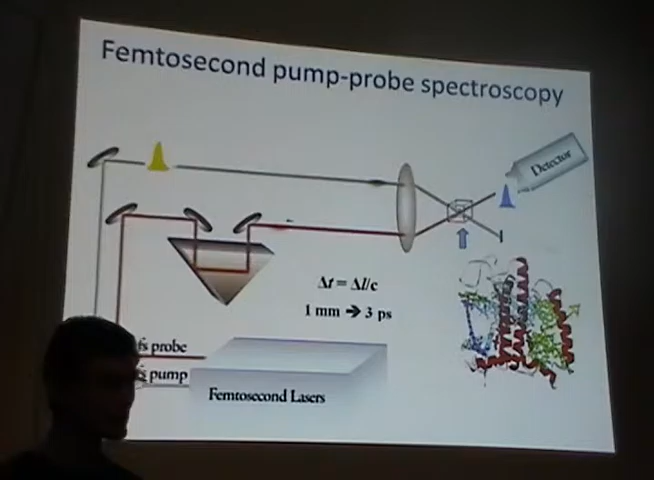 Femtosecond pump-probe spectroscopy
Detector
Δt = Δl/c
1 mm ➔ 3 ps
fs probe
pump
Femtosecond Lasers